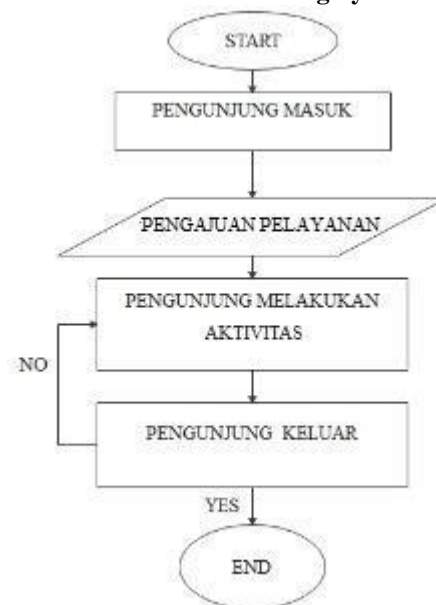 START
PENGUNJUNG MASUK
PENGAJUAN PELAYANAN
PENGUNJUNG MELAKUKAN
AKTIVITAS
NO
PENGUNJUNG KELUAR
YES
END